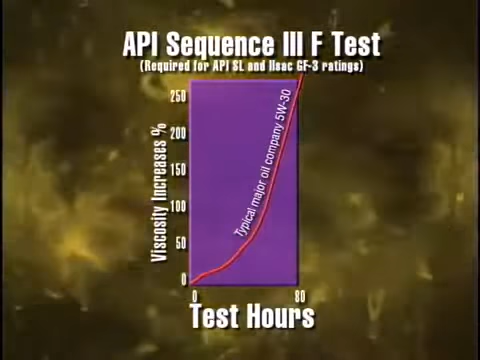 API Sequence III F Test
(Required for API SL and Ilsac GF-3 ratings)
250
200
150
100
50
0
Viscosity Increases %
Typical major oil company 5W-30
0 80
Test Hours